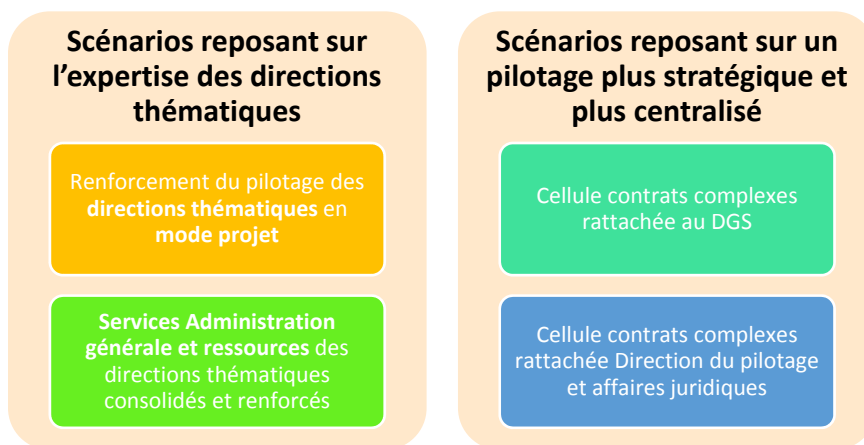 Scénarios reposant sur
l’expertise des directions
thématiques
Renforcement du pilotage des
directions thématiques en
mode projet
Services Administration
générale et ressources des
directions thématiques
consolidés et renforcés
Scénarios reposant sur un
pilotage plus stratégique et
plus centralisé
Cellule contrats complexes
rattachée au DGS
Cellule contrats complexes
rattachée Direction du pilotage
et affaires juridiques